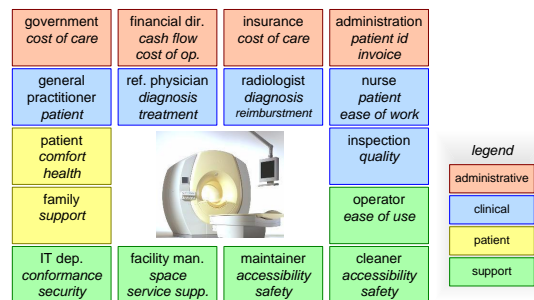 government
cost of care
financial dir.
cash flow
cost of op.
insurance
cost of care
administration
patient id
invoice
general
practitioner
patient
ref. physician
diagnosis
treatment
radiologist
diagnosis
reimburstment
nurse
patient
ease of work
patient
comfort
health
inspection
quality
family
support
operator
ease of use
IT dep.
conformance
security
facility man.
space
service supp.
maintainer
accessibility
safety
cleaner
accessibility
safety
legend
administrative
clinical
patient
support